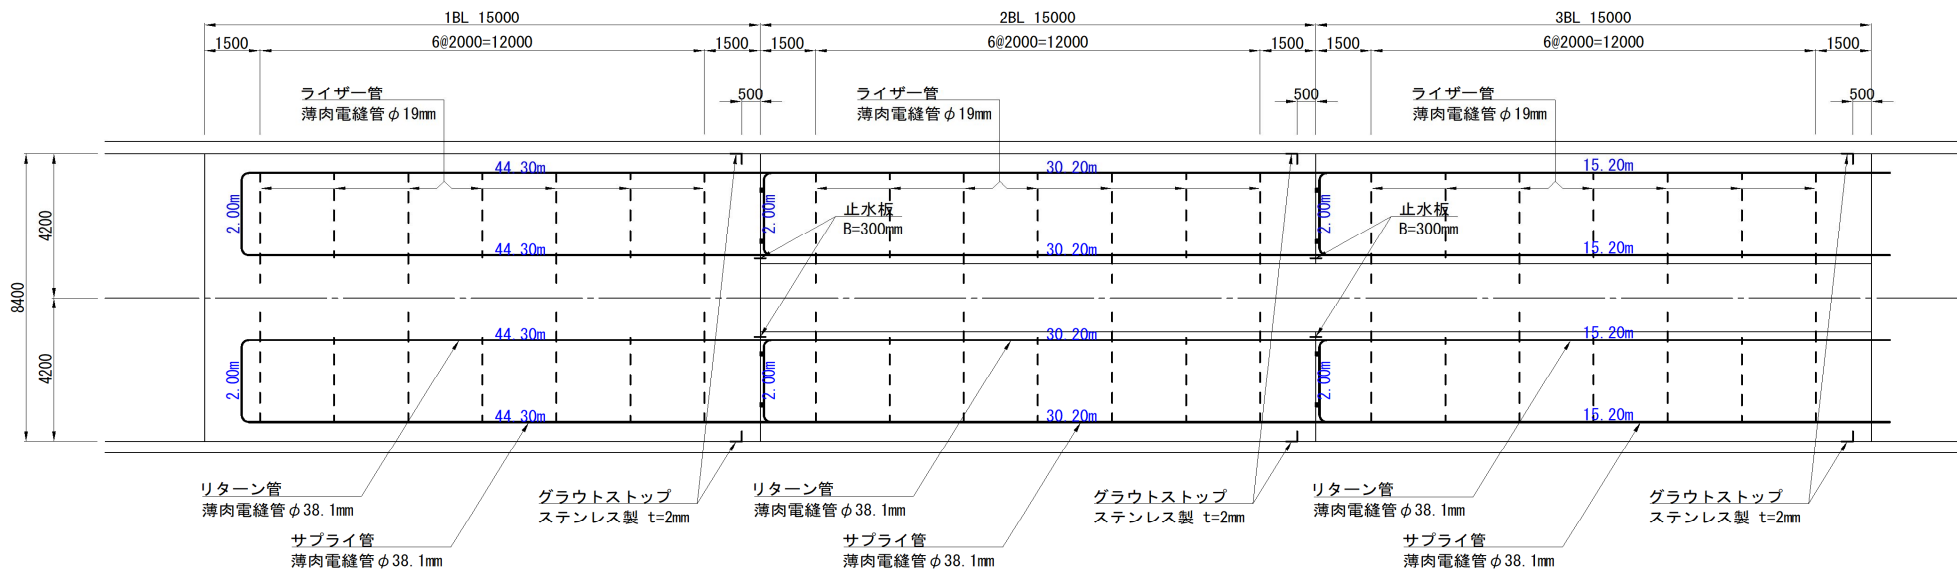 1BL 15000
2BL 15000
3BL 15000
1500
6@2000=12000
1500
1500
6@2000=12000
1500
1500
6@2000=12000
1500
ライザー管
薄肉電縫管φ19mm
500
ライザー管
薄肉電縫管φ19mm
500
ライザー管
薄肉電縫管φ19mm
500
44.30m
30.20m
15.20m
2.00m
2.00m
2.00m
止水板
B=300mm
止水板
B=300mm
4200
44.30m
30.20m
15.20m
8400
44.30m
30.20m
15.20m
4200
2.00m
2.00m
2.00m
44.30m
30.20m
15.20m
リターン管
薄肉電縫管φ38.1mm
グラウトストップ
ステンレス製 t=2mm
リターン管
薄肉電縫管φ38.1mm
グラウトストップ
ステンレス製 t=2mm
リターン管
薄肉電縫管φ38.1mm
グラウトストップ
ステンレス製 t=2mm
サプライ管
薄肉電縫管φ38.1mm
サプライ管
薄肉電縫管φ38.1mm
サプライ管
薄肉電縫管φ38.1mm